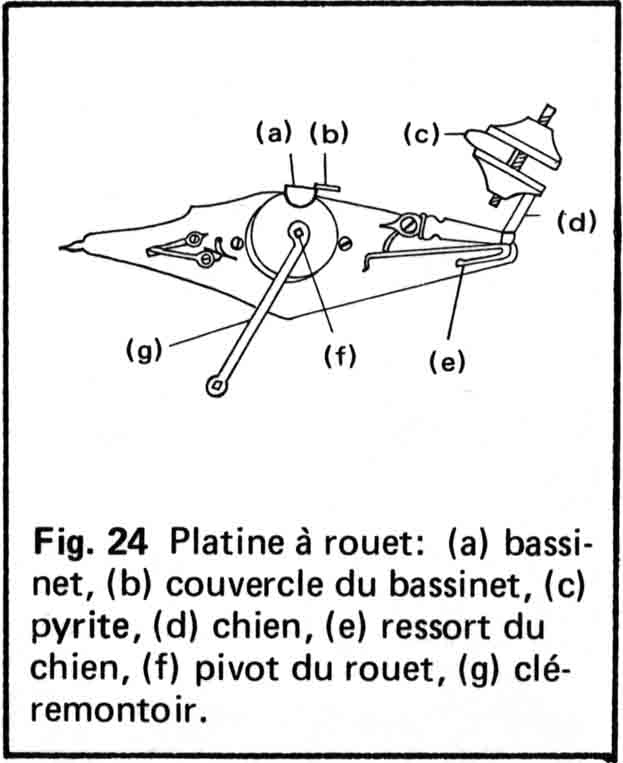 (a) (b) (c)
(d)
(g) (f) (e)
Fig. 24 Platine à rouet: (a) bassi-
net, (b) couvercle du bassinet, (c)
pyrite, (d) chien, (e) ressort du
chien, (f) pivot du rouet, (g) clé-
remontoir.